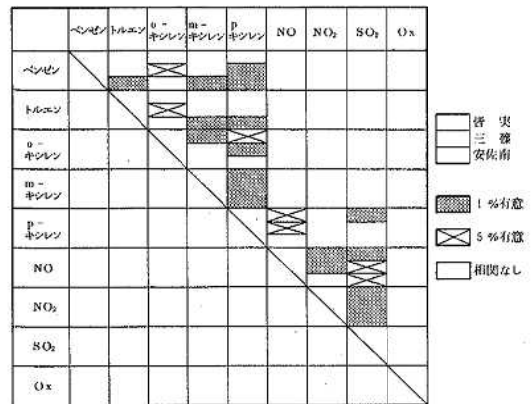 ベンゼン トルエン o-キシレン m-キシレン p-キシレン NO NO₂ SO₂ Ox
ベンゼン
トルエン
o-
キシレン
m-
キシレン
p-
キシレン
NO
NO₂
SO₂
Ox
皆実
三篠
安佐南
1%有意
5%有意
相関なし